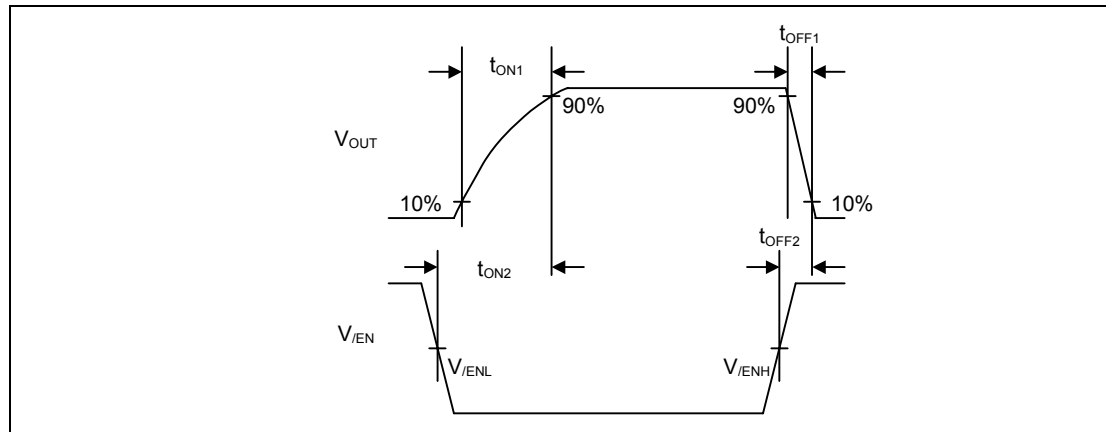 tOFF1
tON1
90%
90%
VOUT
10%
10%
tOFF2
tON2
V/EN
V/ENL
V/ENH